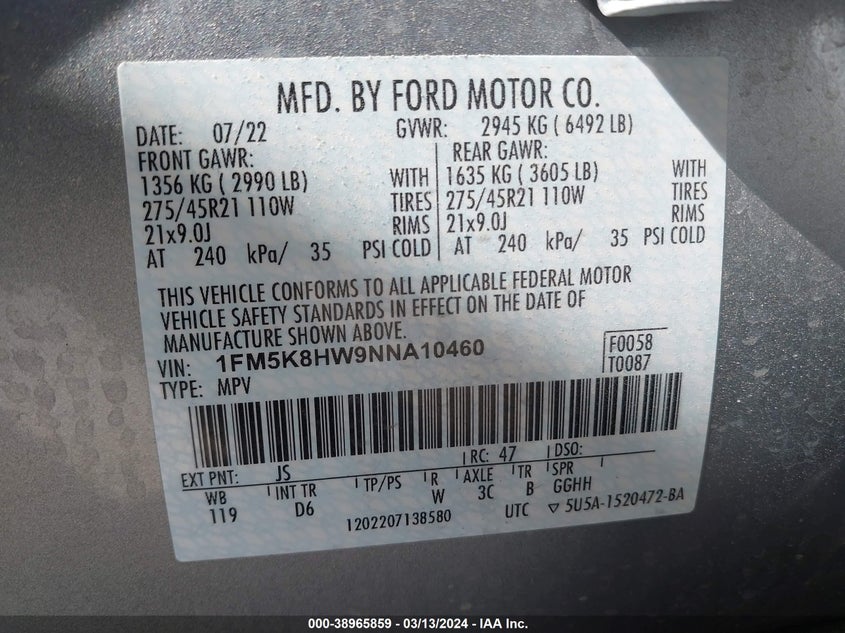 MFD. BY FORD MOTOR CO.
DATE: 07/22 GVWR: 2945 KG ( 6492 LB)
FRONT GAWR: REAR GAWR:
1356 KG ( 2990 LB) WITH 1635 KG ( 3605 LB) WITH
275/45R21 110W TIRES 275/45R21 110W TIRES
21x9.0J RIMS 21x9.0J RIMS
AT 240 kPa/ 35 PSI COLD AT 240 kPa/ 35 PSI COLD
THIS VEHICLE CONFORMS TO ALL APPLICABLE FEDERAL MOTOR
VEHICLE SAFETY STANDARDS IN EFFECT ON THE DATE OF
MANUFACTURE SHOWN ABOVE.
VIN: 1FM5K8HW9NNA10460 F0058
TYPE: MPV T0087
EXT PNT: JS RC: 47 DSO:
WB INT TR TP/PS R AXLE TR SPR
119 D6 W 3C B GGHH
1202207138580 UTC ▽ 5U5A-1520472-BA
000-38965859 - 03/13/2024 - IAA Inc.